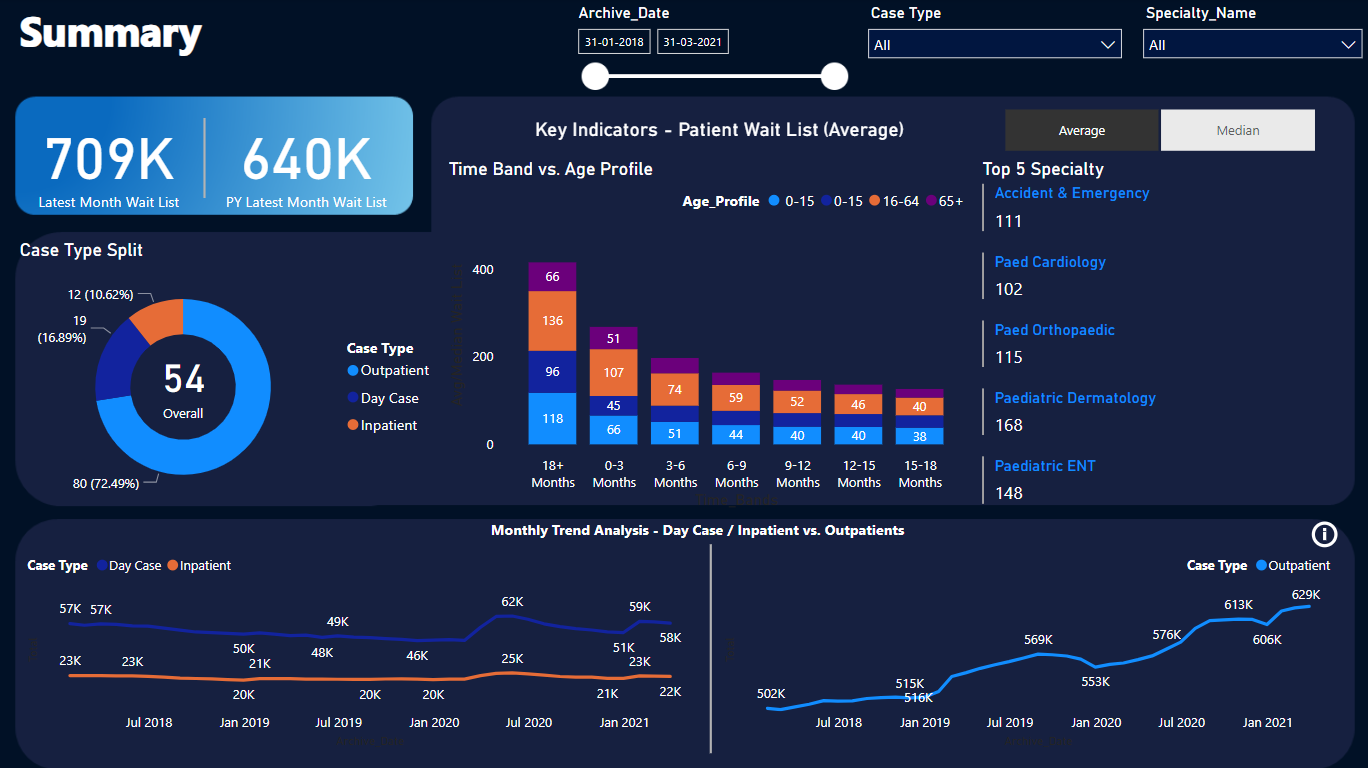 Summary
Archive_Date
31-01-2018
31-03-2021
Case Type
All
Specialty_Name
All
709K
Latest Month Wait List
640K
PY Latest Month Wait List
Key Indicators - Patient Wait List (Average)
Average
Median
Time Band vs. Age Profile
Age_Profile
0-15
0-15
16-64
65+
400
200
0
66
136
96
118
51
107
45
66
74
51
59
44
52
40
46
40
40
38
18+
Months
0-3
Months
3-6
Months
6-9
Months
9-12
Months
12-15
Months
15-18
Months
Top 5 Specialty
Accident & Emergency
111
Paed Cardiology
102
Paed Orthopaedic
115
Paediatric Dermatology
168
Paediatric ENT
148
Case Type Split
12 (10.62%)
19
(16.89%)
54
Overall
80 (72.49%)
Case Type
Outpatient
Day Case
Inpatient
Monthly Trend Analysis - Day Case / Inpatient vs. Outpatients
Case Type
Day Case
Inpatient
57K
57K
50K
49K
48K
46K
62K
51K
59K
58K
23K
23K
20K
21K
20K
20K
25K
21K
23K
22K
Jul 2018
Jan 2019
Jul 2019
Jan 2020
Jul 2020
Jan 2021
Case Type
Outpatient
502K
515K
516K
569K
553K
576K
613K
606K
629K
Jul 2018
Jan 2019
Jul 2019
Jan 2020
Jul 2020
Jan 2021